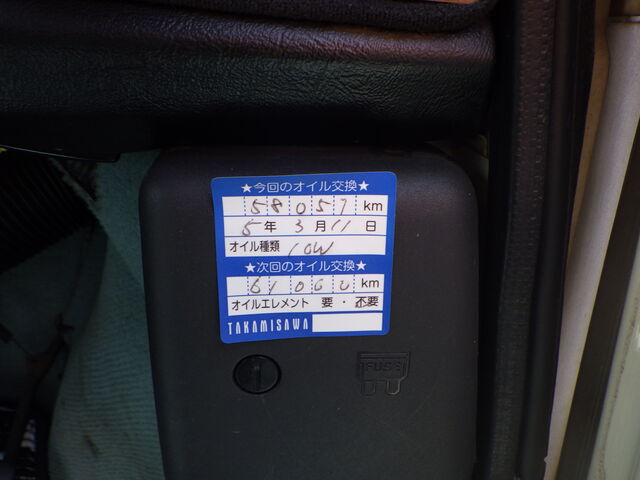 ★今回のオイル交換★
58057 km
5年 3月 11日
オイル種類 10W
★次回のオイル交換★
61060 km
オイルエレメント 要・不要
TAKAMISAWA
FUSE